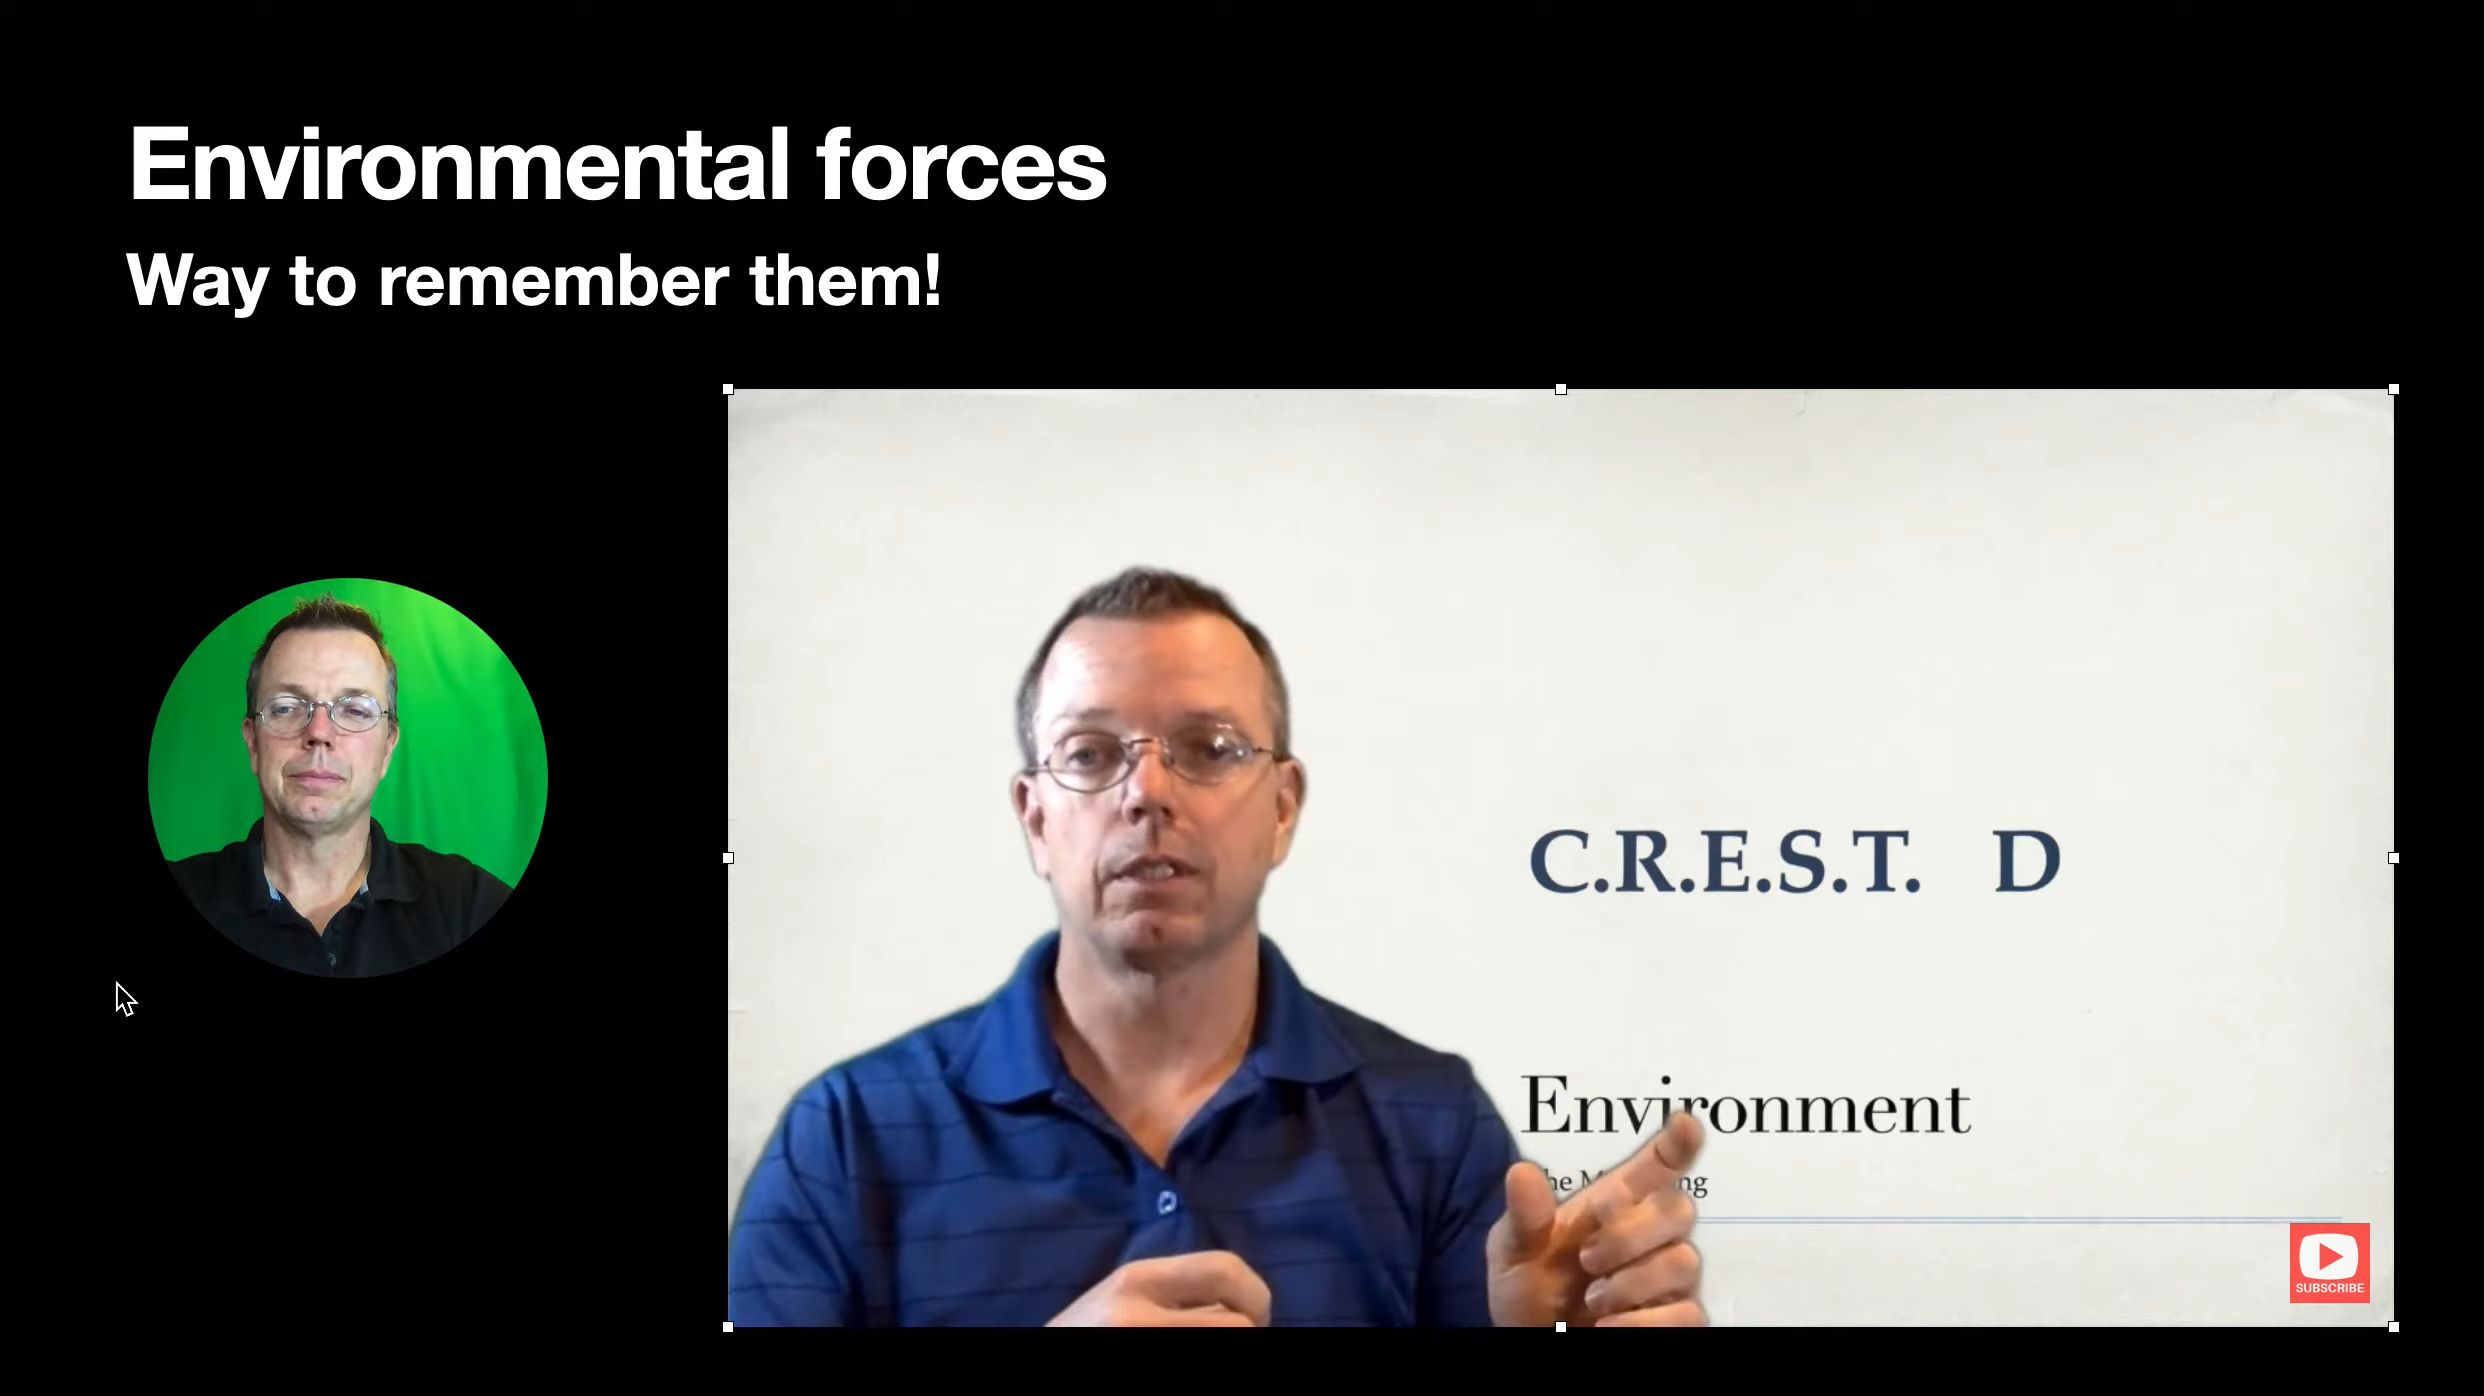 Environmental forces
Way to remember them!
C.R.E.S.T. D
Environment
SUBSCRIBE